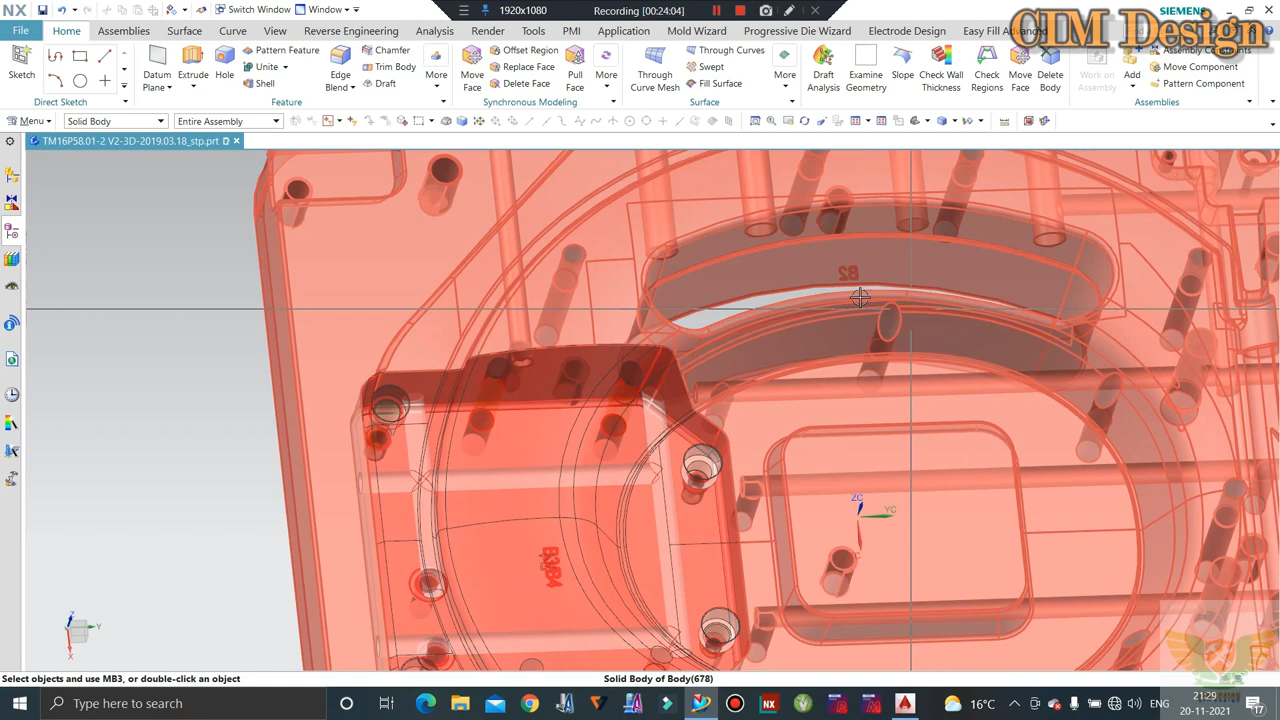 NX
Switch Window
Window
1920x1080
Recording [00:24:04]
SIEMENS
CIM Design
File
Home
Assemblies
Surface
Curve
View
Reverse Engineering
Analysis
Render
Tools
PMI
Application
Mold Wizard
Progressive Die Wizard
Electrode Design
Easy Fill Advanced
Sketch
Direct Sketch
Datum Plane
Extrude
Hole
Pattern Feature
Unite
Shell
Edge Blend
Chamfer
Trim Body
Draft
More
Feature
Move Face
Offset Region
Replace Face
Delete Face
Pull Face
More
Synchronous Modeling
Through Curve Mesh
Through Curves
Swept
Fill Surface
More
Surface
Draft Analysis
Examine Geometry
Slope
Check Wall Thickness
Check Regions
Move Face
Delete Body
Work on Assembly
Add
Assembly Constraints
Move Component
Pattern Component
Assemblies
Menu
Solid Body
Entire Assembly
TM16P58.01-2 V2-3D-2019.03.18_stp.prt
B2
B3/B4
ZC
YC
Z
Y
X
Select objects and use MB3, or double-click an object
Solid Body of Body(678)
Type here to search
16°C
ENG
21:29
20-11-2021
17